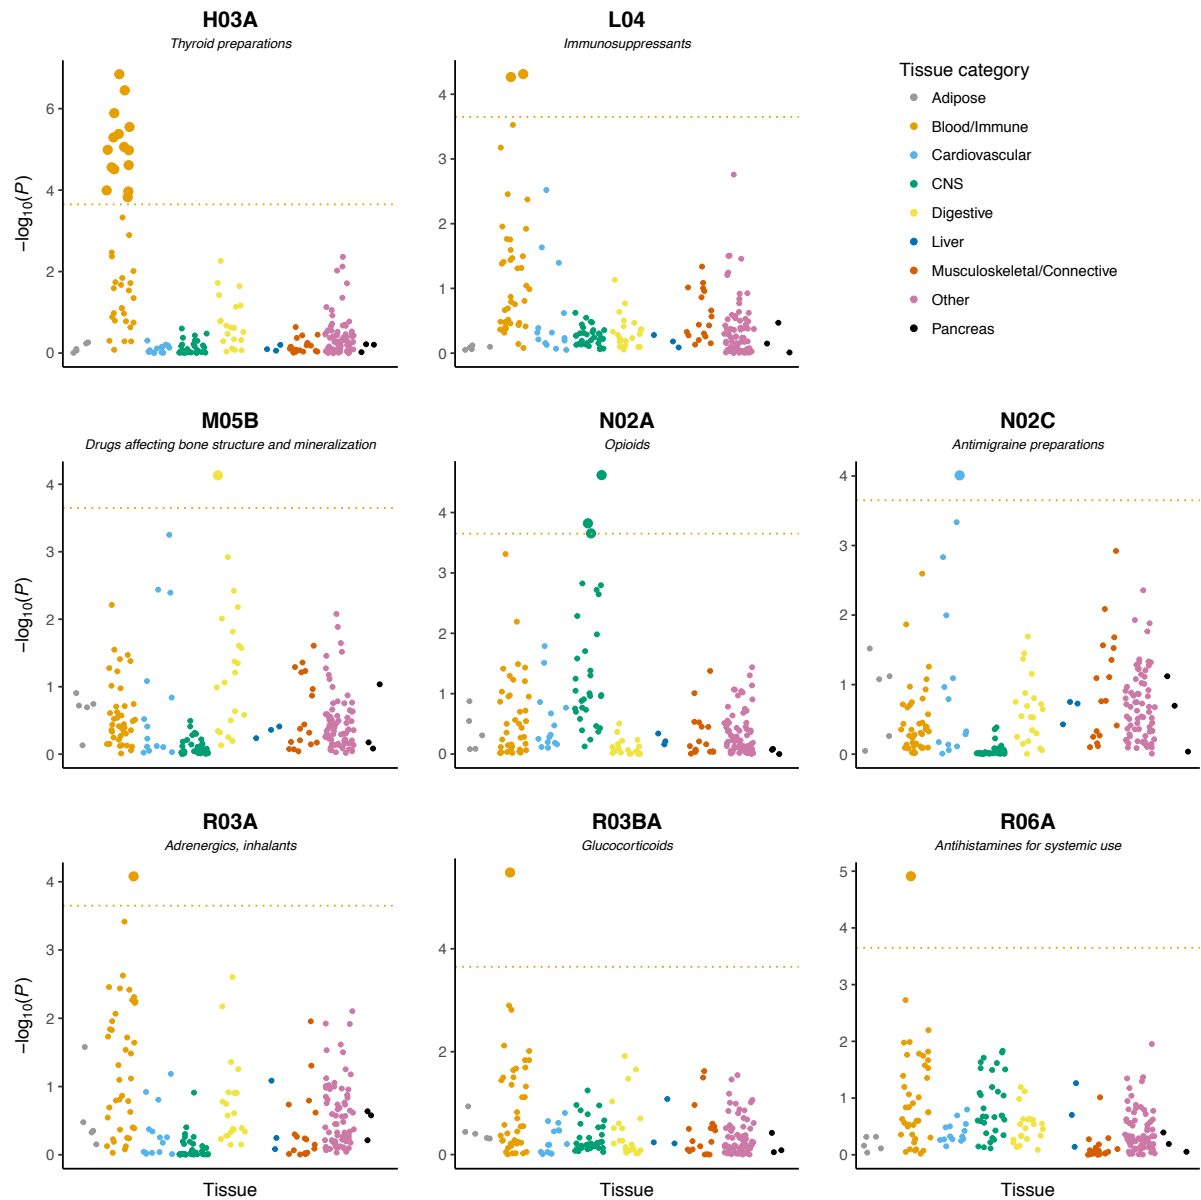 H03A
Thyroid preparations
−log10(P)
6
4
2
0
L04
Immunosuppressants
4
3
2
1
0
Tissue category
Adipose
Blood/Immune
Cardiovascular
CNS
Digestive
Liver
Musculoskeletal/Connective
Other
Pancreas
M05B
Drugs affecting bone structure and mineralization
−log10(P)
4
3
2
1
0
N02A
Opioids
4
3
2
1
0
N02C
Antimigraine preparations
4
3
2
1
0
R03A
Adrenergics, inhalants
−log10(P)
4
3
2
1
0
Tissue
R03BA
Glucocorticoids
4
2
0
Tissue
R06A
Antihistamines for systemic use
5
4
3
2
1
0
Tissue